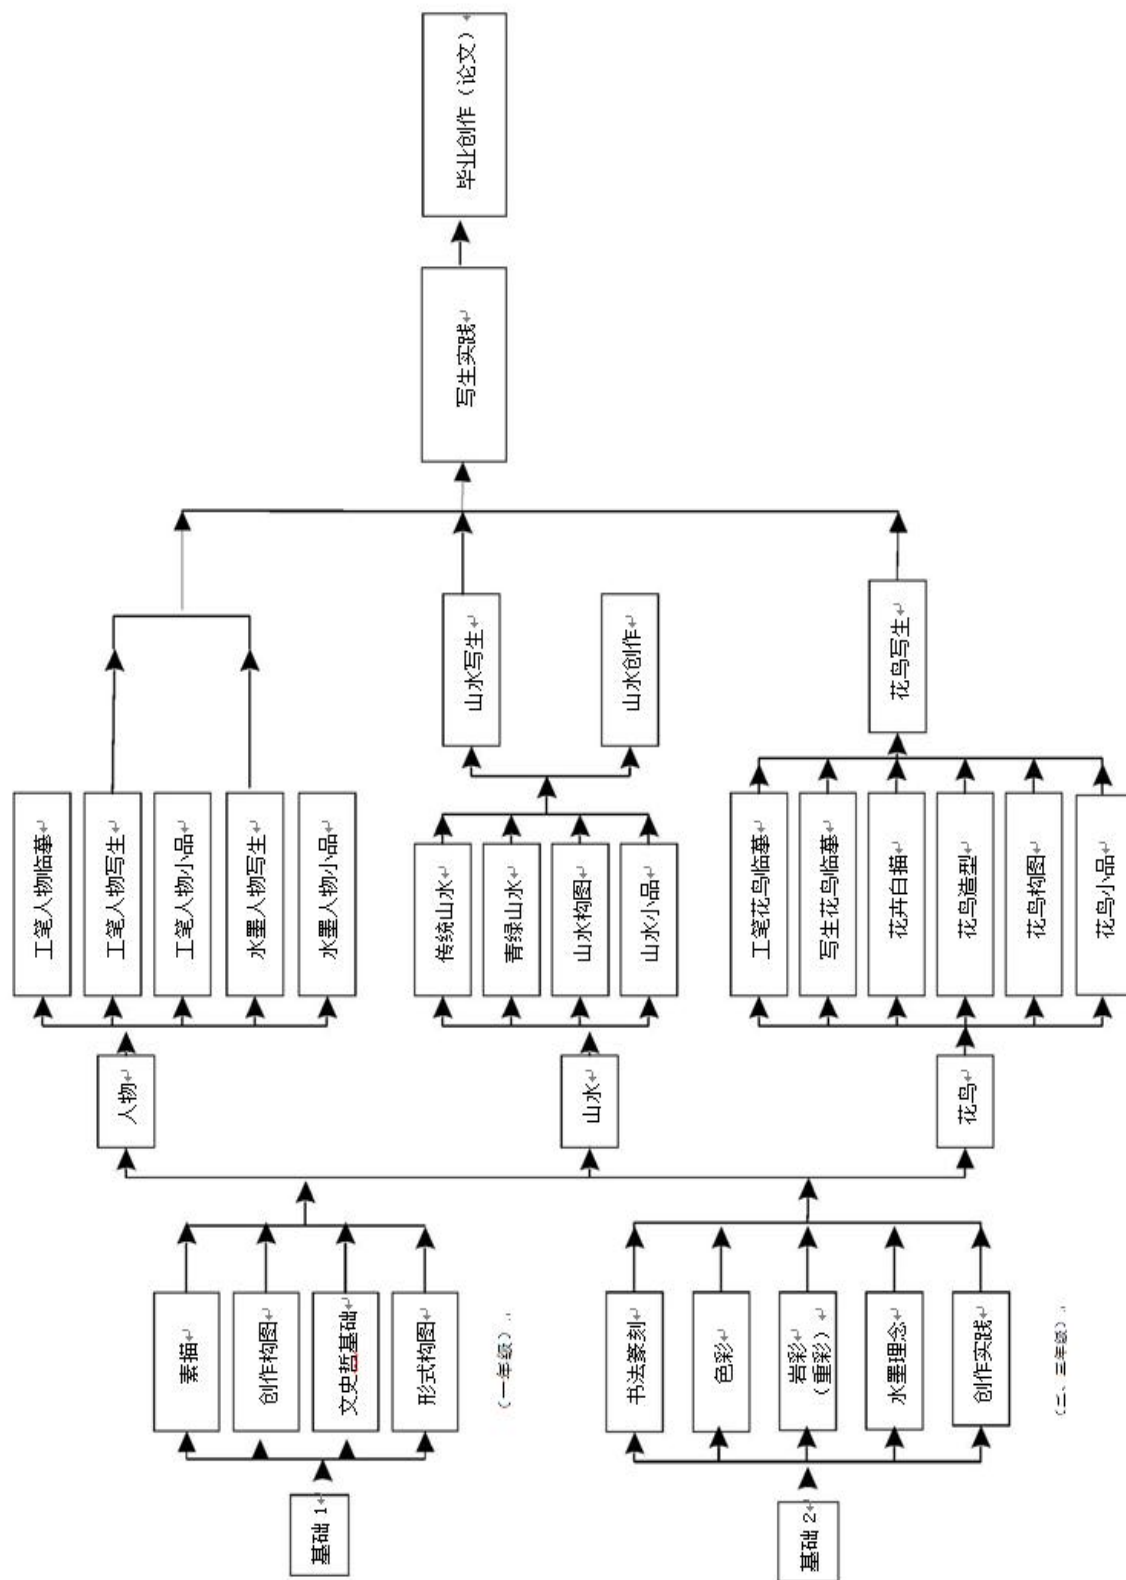 基础 1
素描
创作构图
文史哲基础
形式构图
（一年级）
基础 2
书法篆刻
色彩
岩彩
（重彩）
水墨理念
创作实践
（二、三年级）
人物
工笔人物临摹
工笔人物写生
工笔人物小品
水墨人物写生
水墨人物小品
山水
传统山水
青绿山水
山水构图
山水小品
山水写生
山水创作
花鸟
工笔花鸟临摹
写生花鸟临摹
花卉白描
花鸟造型
花鸟构图
花鸟小品
花鸟写生
写生实践
毕业创作（论文）